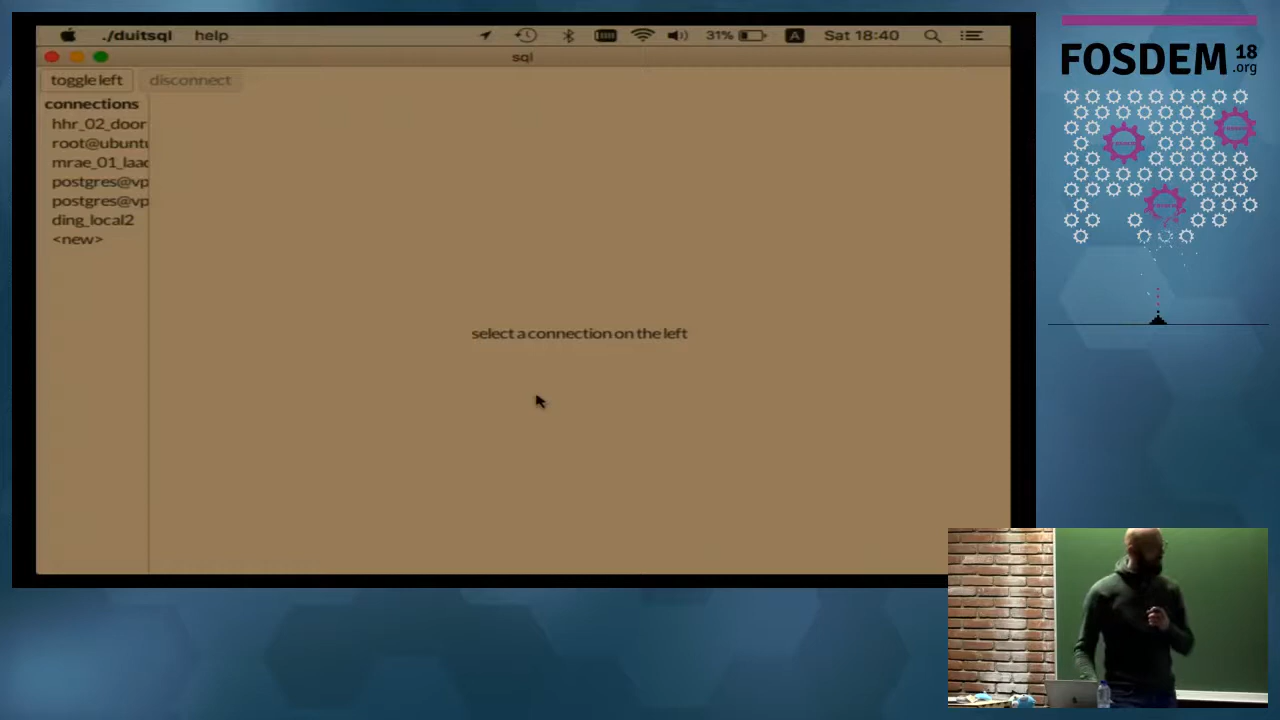 ./duitsql help 31% A Sat 18:40
sql
toggle left disconnect
connections
hhr_02_door
root@ubuntu
mrae_01_laad
postgres@vp
postgres@vp
ding_local2
<new>
select a connection on the left
FOSDEM 18
.org